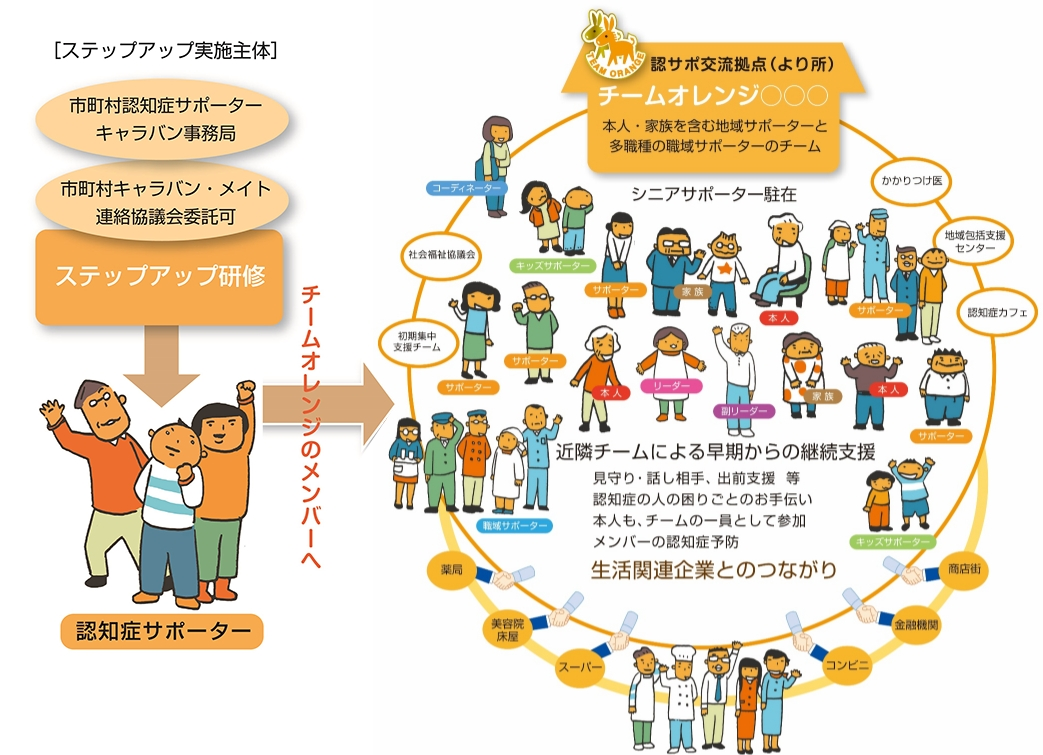 ［ステップアップ実施主体］
市町村認知症サポーター
キャラバン事務局
市町村キャラバン・メイト
連絡協議会委託可
ステップアップ研修
認知症サポーター
チームオレンジのメンバーへ
TEAM ORANGE
認サポ交流拠点（より所）
チームオレンジ〇〇〇
本人・家族を含む地域サポーターと
多職種の職域サポーターのチーム
シニアサポーター駐在
コーディネーター
キッズサポーター
サポーター
家族
本人
サポーター
かかりつけ医
地域包括支援
センター
認知症カフェ
社会福祉協議会
初期集中
支援チーム
サポーター
サポーター
本人
リーダー
副リーダー
家族
本人
サポーター
職域サポーター
近隣チームによる早期からの継続支援
見守り・話し相手、出前支援 等
認知症の人の困りごとのお手伝い
本人も、チームの一員として参加
メンバーの認知症予防
キッズサポーター
生活関連企業とのつながり
薬局
美容院
床屋
スーパー
コンビニ
金融機関
商店街